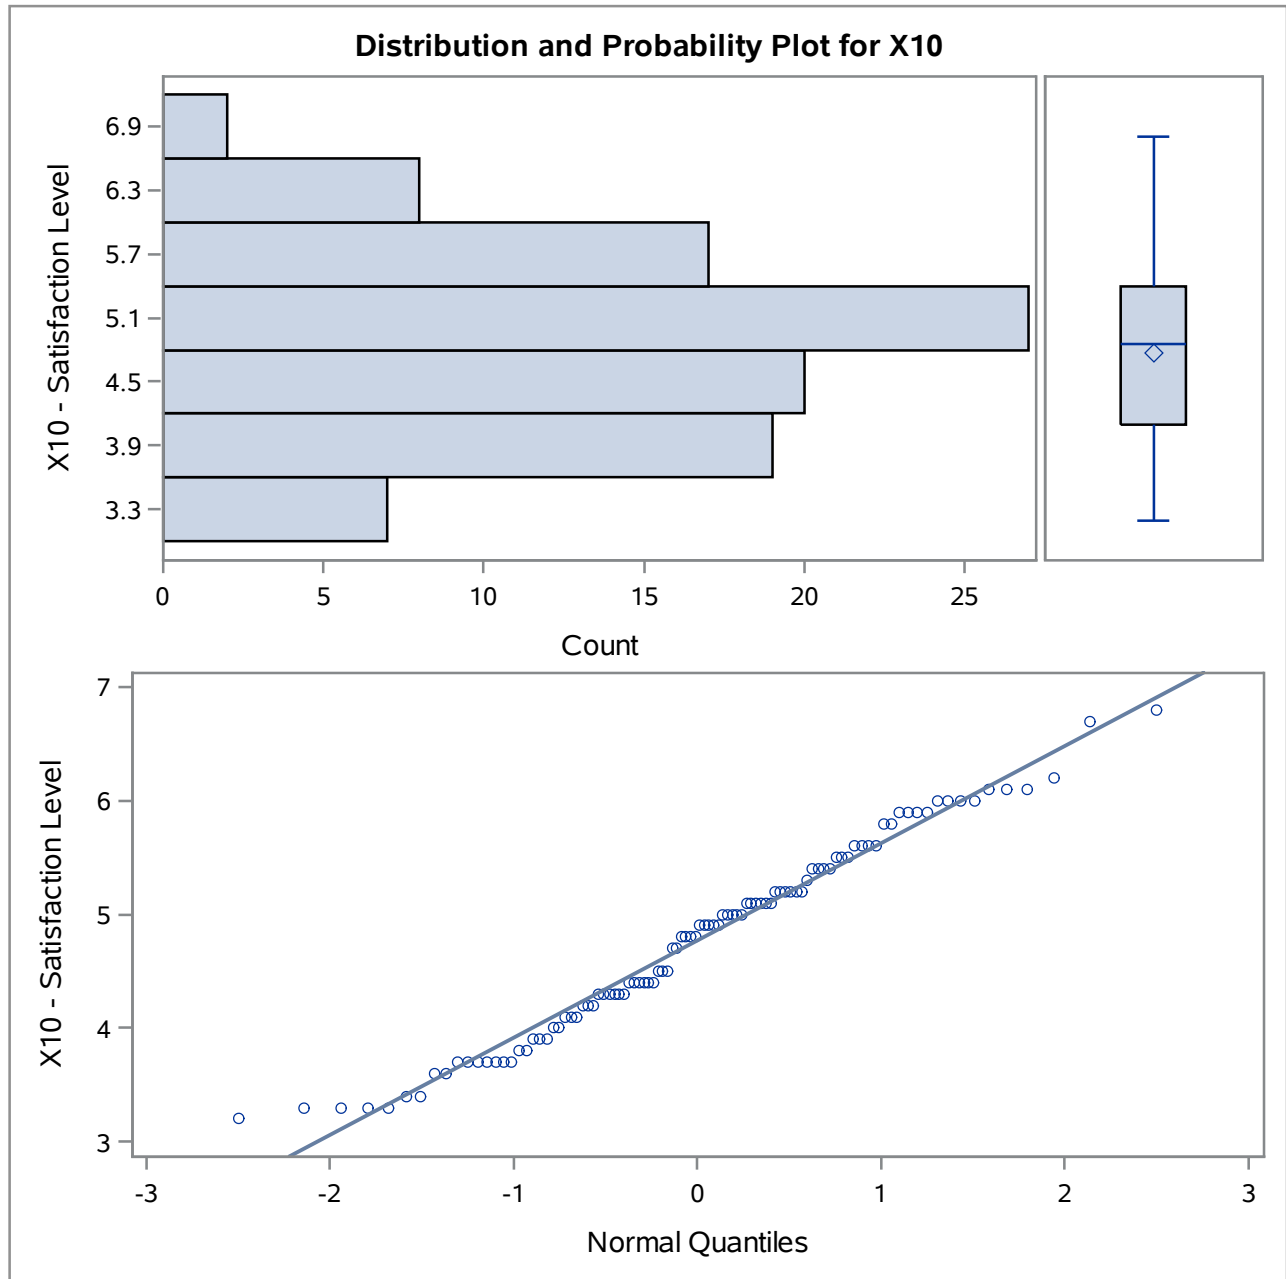 Distribution and Probability Plot for X10
X10 - Satisfaction Level
6.9
6.3
5.7
5.1
4.5
3.9
3.3
0 5 10 15 20 25
Count
X10 - Satisfaction Level
7
6
5
4
3
-3 -2 -1 0 1 2 3
Normal Quantiles